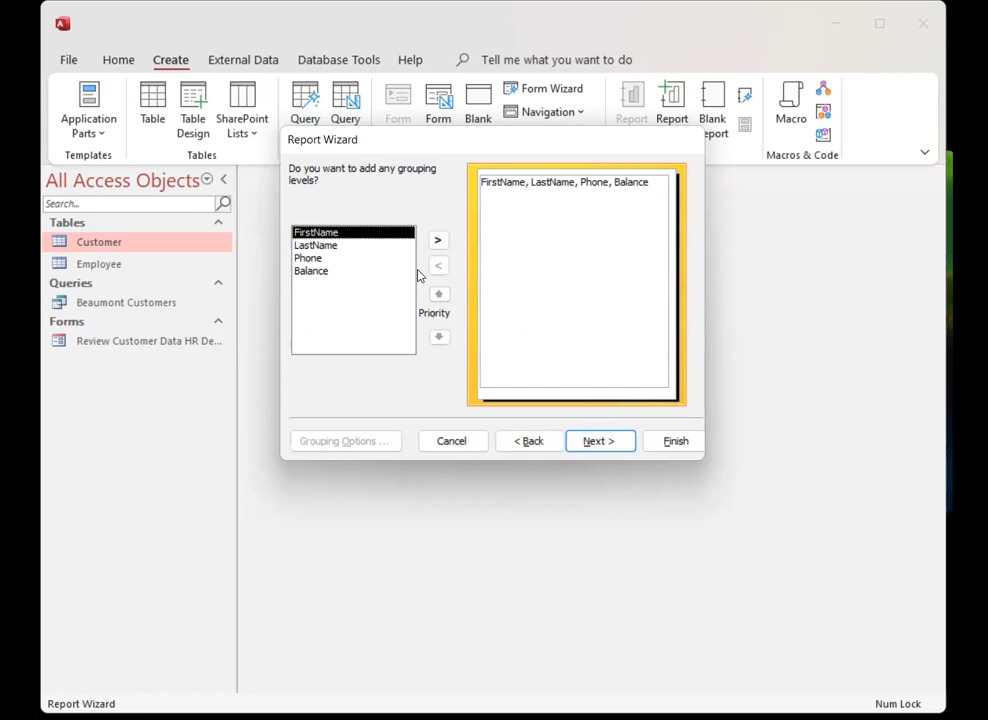 File Home Create External Data Database Tools Help Tell me what you want to do
Application Parts
Templates
Table
Table Design
SharePoint Lists
Tables
Query
Query
Form
Form
Blank
Form Wizard
Navigation
Report
Report
Blank
eport
Macro
Macros & Code
All Access Objects
Search...
Tables
Customer
Employee
Queries
Beaumont Customers
Forms
Review Customer Data HR De...
Report Wizard
Do you want to add any grouping
levels?
FirstName
LastName
Phone
Balance
>
<
Priority
FirstName, LastName, Phone, Balance
Grouping Options ...
Cancel
< Back
Next >
Finish
Report Wizard
Num Lock